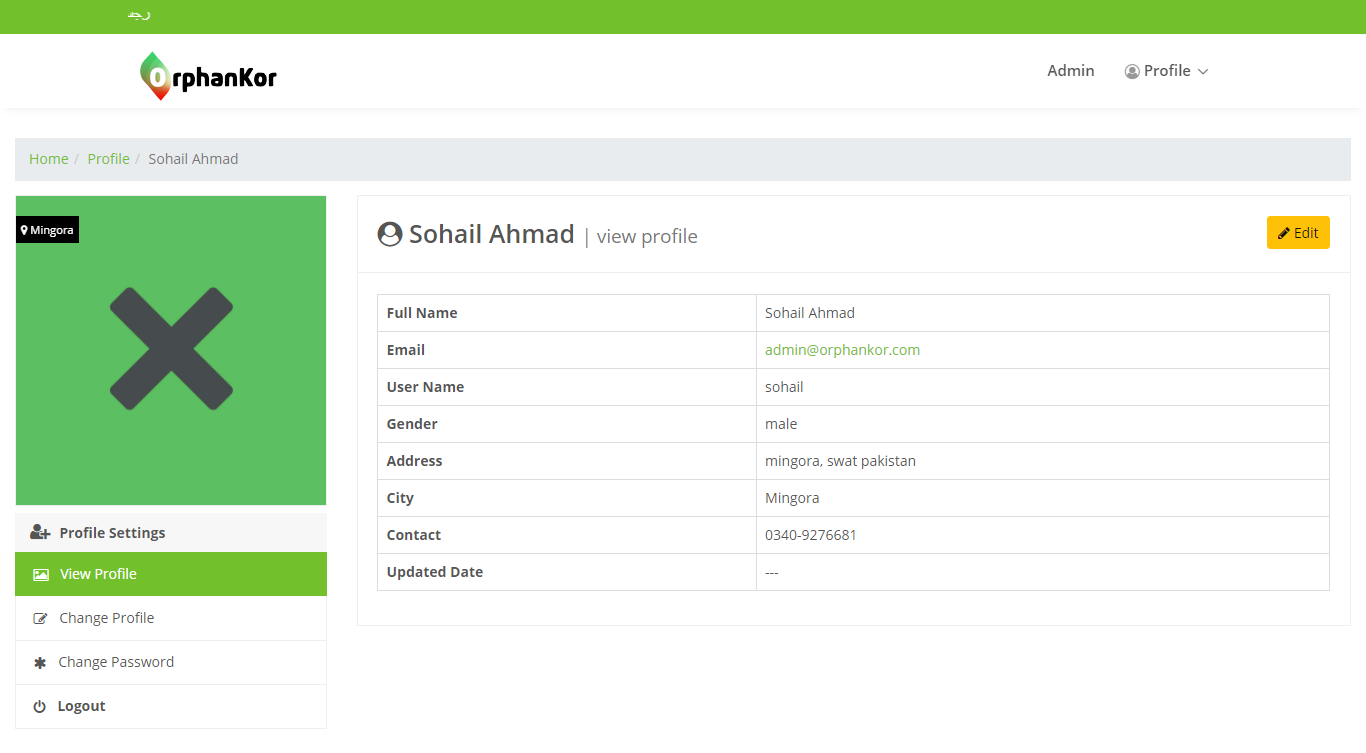 OrphanKor
Admin Profile
Home / Profile / Sohail Ahmad
Mingora
Sohail Ahmad | view profile
Edit
Full Name Sohail Ahmad
Email admin@orphankor.com
User Name sohail
Gender male
Address mingora, swat pakistan
City Mingora
Contact 0340-9276681
Updated Date ---
Profile Settings
View Profile
Change Profile
Change Password
Logout